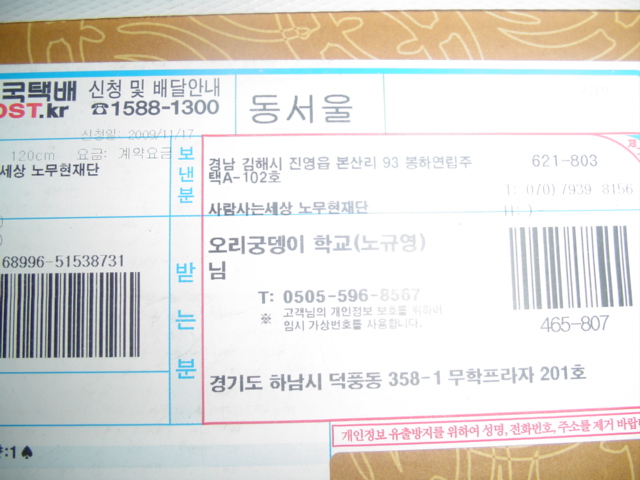 국택배 신청 및 배달안내
OST.kr ☎1588-1300
동서울
신청일: 2009/11/17
120cm 요금: 계약요금
세상 노무현재단
보낸분
경남 김해시 진영읍 본산리 93 봉하연립주 621-803
택A-102호
T: 070) 7939 8156
사람사는세상 노무현재단
H: )
68996-51538731
받는분
오리궁뎅이 학교(노규영)
님
T: 0505-596-8567
※ 고객님의 개인정보 보호를 위하여
임시 가상번호를 사용합니다.
465-807
경기도 하남시 덕풍동 358-1 무학프라자 201호
개인정보 유출방지를 위하여 성명, 전화번호, 주소를 제거 바랍
:1♠